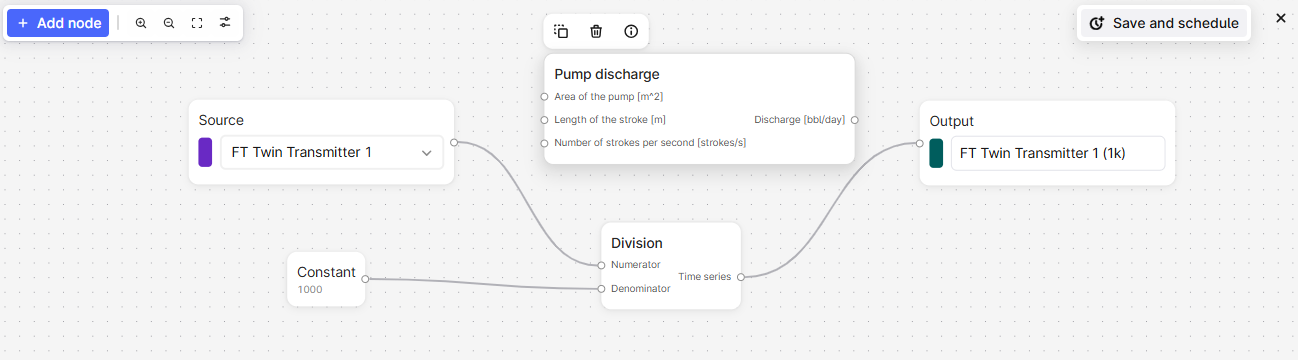 + Add node
Save and schedule
Pump discharge
Area of the pump [m^2]
Length of the stroke [m]
Discharge [bbl/day]
Number of strokes per second [strokes/s]
Source
FT Twin Transmitter 1
Output
FT Twin Transmitter 1 (1k)
Division
Numerator
Time series
Denominator
Constant
1000